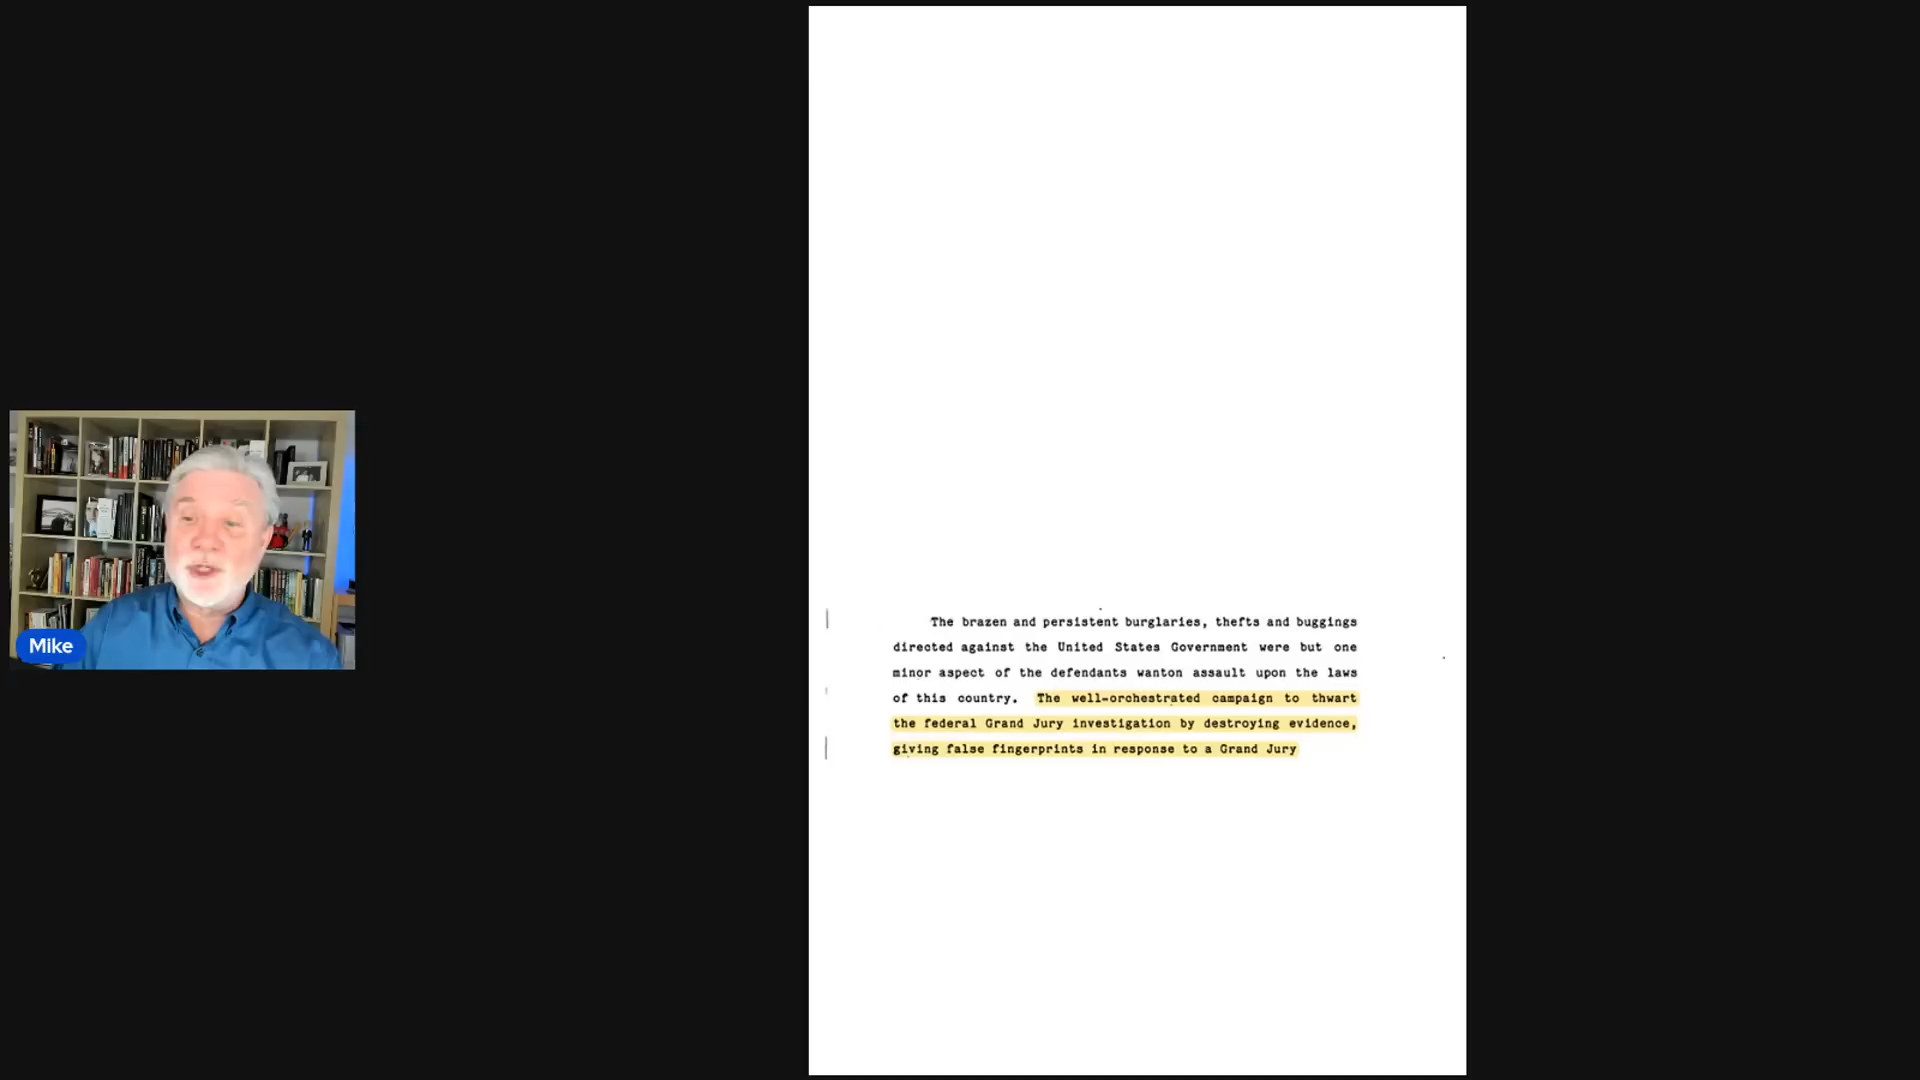 Mike
The brazen and persistent burglaries, thefts and buggings
directed against the United States Government were but one
minor aspect of the defendants wanton assault upon the laws
of this country. The well-orchestrated campaign to thwart
the federal Grand Jury investigation by destroying evidence,
giving false fingerprints in response to a Grand Jury